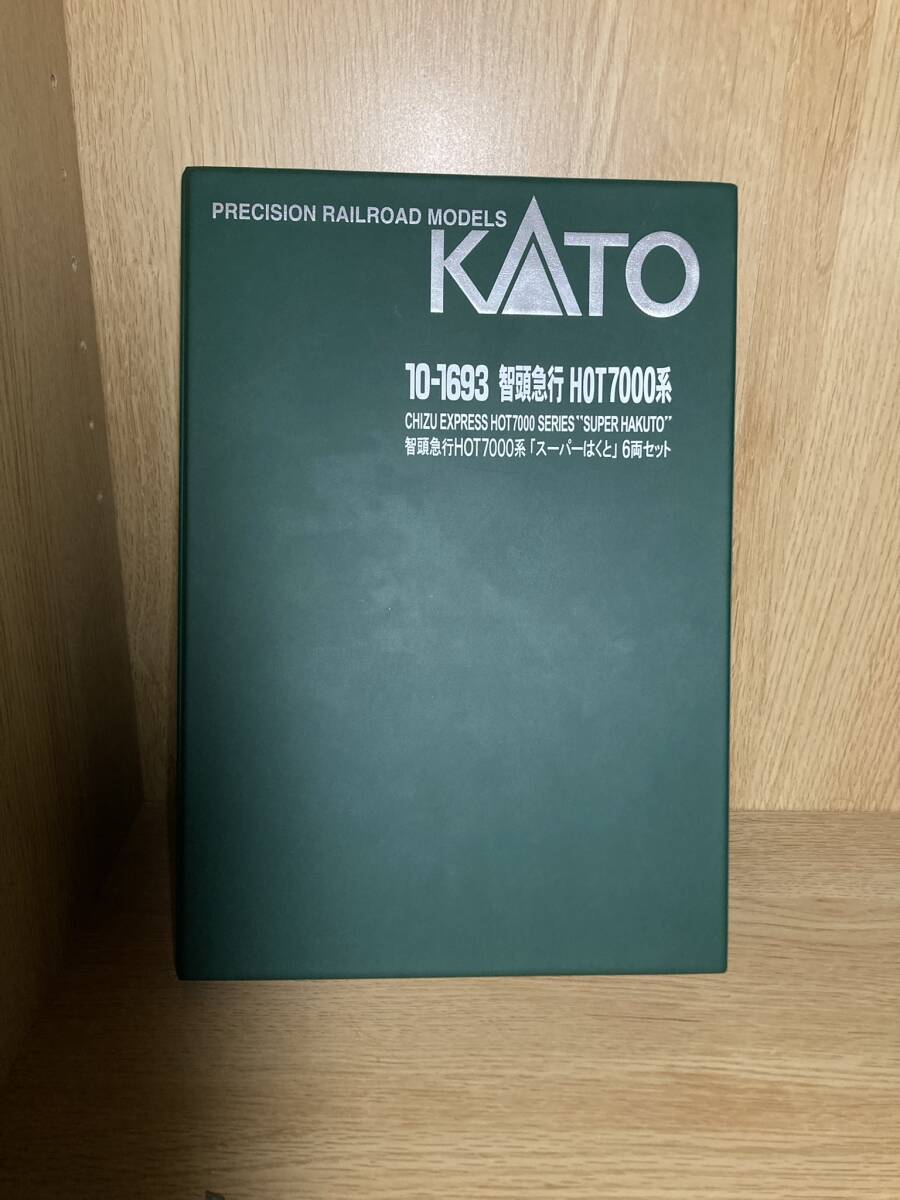 PRECISION RAILROAD MODELS
KATO
10-1693 智頭急行 HOT7000系
CHIZU EXPRESS HOT7000 SERIES "SUPER HAKUTO"
智頭急行HOT7000系「スーパーはくと」6両セット